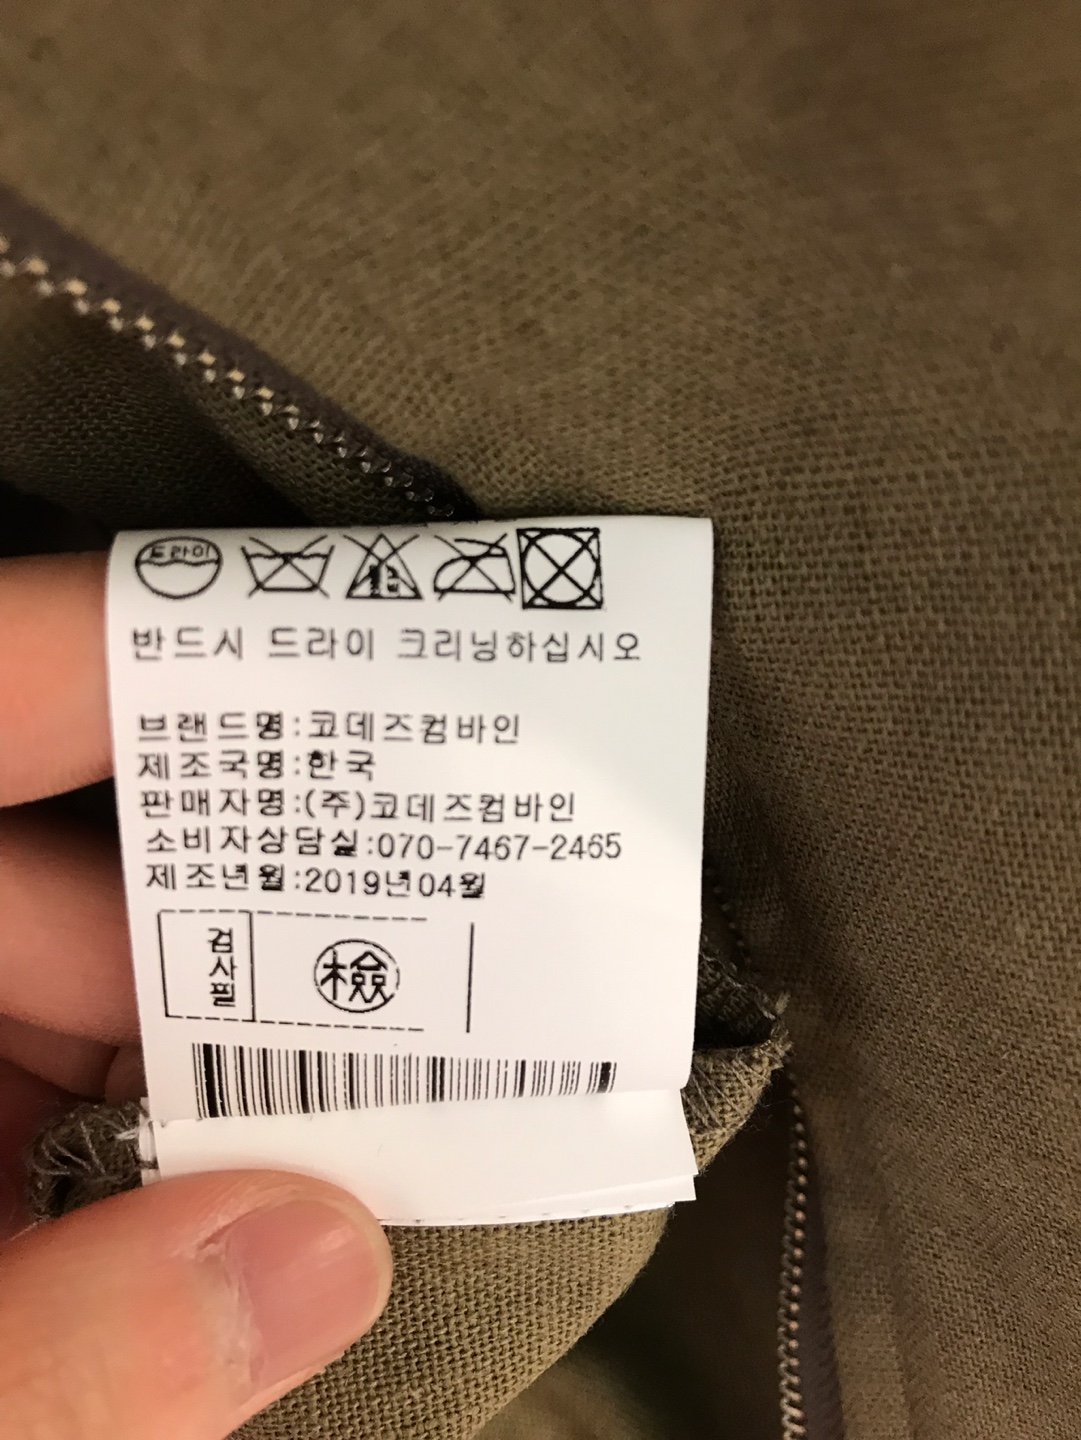 드라이
반드시 드라이 크리닝하십시오
브랜드명:코데즈컴바인
제조국명:한국
판매자명:(주)코데즈컴바인
소비자상담실:070-7467-2465
제조년월:2019년04월
검사필
檢